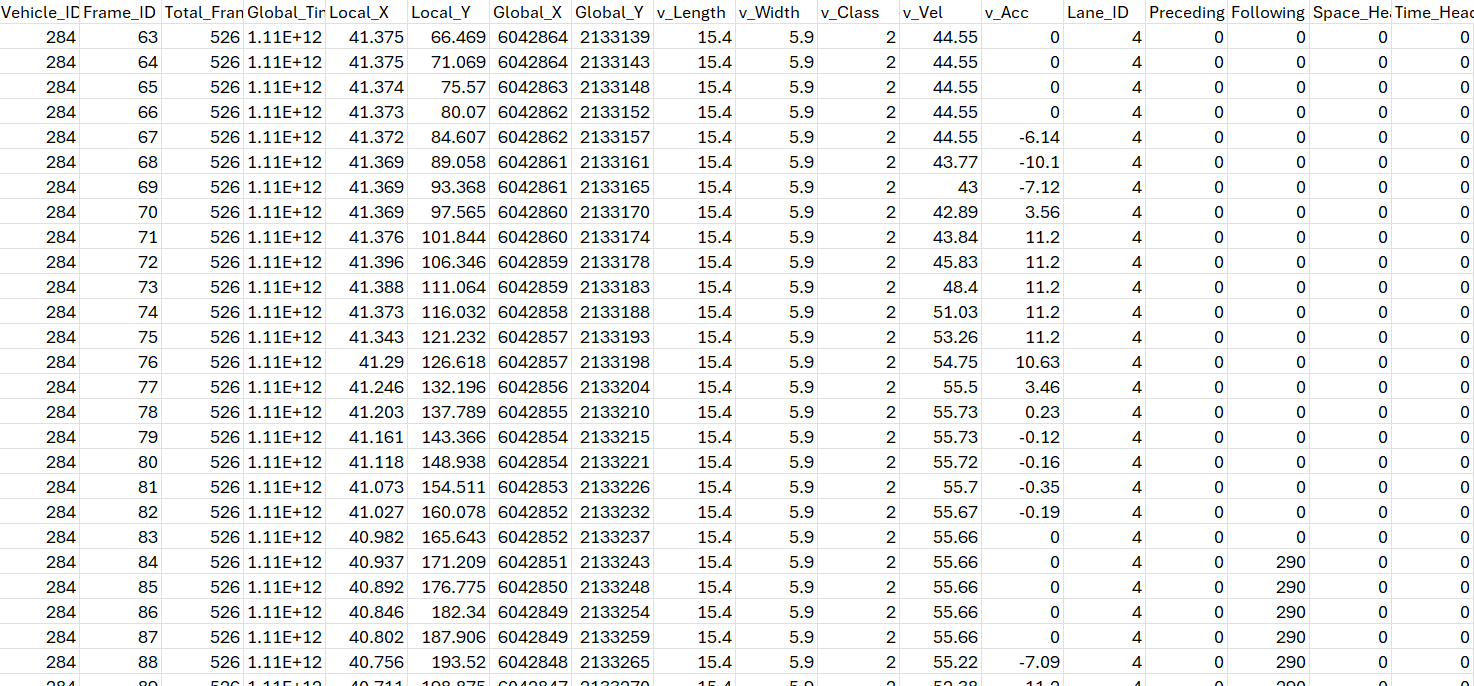 Vehicle_ID Frame_ID Total_Fran Global_Tin Local_X Local_Y Global_X Global_Y v_Length v_Width v_Class v_Vel v_Acc Lane_ID Preceding Following Space_Hea Time_Head
284 63 526 1.11E+12 41.375 66.469 6042864 2133139 15.4 5.9 2 44.55 0 4 0 0 0 0
284 64 526 1.11E+12 41.375 71.069 6042864 2133143 15.4 5.9 2 44.55 0 4 0 0 0 0
284 65 526 1.11E+12 41.374 75.57 6042863 2133148 15.4 5.9 2 44.55 0 4 0 0 0 0
284 66 526 1.11E+12 41.373 80.07 6042862 2133152 15.4 5.9 2 44.55 0 4 0 0 0 0
284 67 526 1.11E+12 41.372 84.607 6042862 2133157 15.4 5.9 2 44.55 -6.14 4 0 0 0 0
284 68 526 1.11E+12 41.369 89.058 6042861 2133161 15.4 5.9 2 43.77 -10.1 4 0 0 0 0
284 69 526 1.11E+12 41.369 93.368 6042861 2133165 15.4 5.9 2 43 -7.12 4 0 0 0 0
284 70 526 1.11E+12 41.369 97.565 6042860 2133170 15.4 5.9 2 42.89 3.56 4 0 0 0 0
284 71 526 1.11E+12 41.376 101.844 6042860 2133174 15.4 5.9 2 43.84 11.2 4 0 0 0 0
284 72 526 1.11E+12 41.396 106.346 6042859 2133178 15.4 5.9 2 45.83 11.2 4 0 0 0 0
284 73 526 1.11E+12 41.388 111.064 6042859 2133183 15.4 5.9 2 48.4 11.2 4 0 0 0 0
284 74 526 1.11E+12 41.373 116.032 6042858 2133188 15.4 5.9 2 51.03 11.2 4 0 0 0 0
284 75 526 1.11E+12 41.343 121.232 6042857 2133193 15.4 5.9 2 53.26 11.2 4 0 0 0 0
284 76 526 1.11E+12 41.29 126.618 6042857 2133198 15.4 5.9 2 54.75 10.63 4 0 0 0 0
284 77 526 1.11E+12 41.246 132.196 6042856 2133204 15.4 5.9 2 55.5 3.46 4 0 0 0 0
284 78 526 1.11E+12 41.203 137.789 6042855 2133210 15.4 5.9 2 55.73 0.23 4 0 0 0 0
284 79 526 1.11E+12 41.161 143.366 6042854 2133215 15.4 5.9 2 55.73 -0.12 4 0 0 0 0
284 80 526 1.11E+12 41.118 148.938 6042854 2133221 15.4 5.9 2 55.72 -0.16 4 0 0 0 0
284 81 526 1.11E+12 41.073 154.511 6042853 2133226 15.4 5.9 2 55.7 -0.35 4 0 0 0 0
284 82 526 1.11E+12 41.027 160.078 6042852 2133232 15.4 5.9 2 55.67 -0.19 4 0 0 0 0
284 83 526 1.11E+12 40.982 165.643 6042852 2133237 15.4 5.9 2 55.66 0 4 0 0 0 0
284 84 526 1.11E+12 40.937 171.209 6042851 2133243 15.4 5.9 2 55.66 0 4 0 290 0 0
284 85 526 1.11E+12 40.892 176.775 6042850 2133248 15.4 5.9 2 55.66 0 4 0 290 0 0
284 86 526 1.11E+12 40.846 182.34 6042849 2133254 15.4 5.9 2 55.66 0 4 0 290 0 0
284 87 526 1.11E+12 40.802 187.906 6042849 2133259 15.4 5.9 2 55.66 0 4 0 290 0 0
284 88 526 1.11E+12 40.756 193.52 6042848 2133265 15.4 5.9 2 55.22 -7.09 4 0 290 0 0